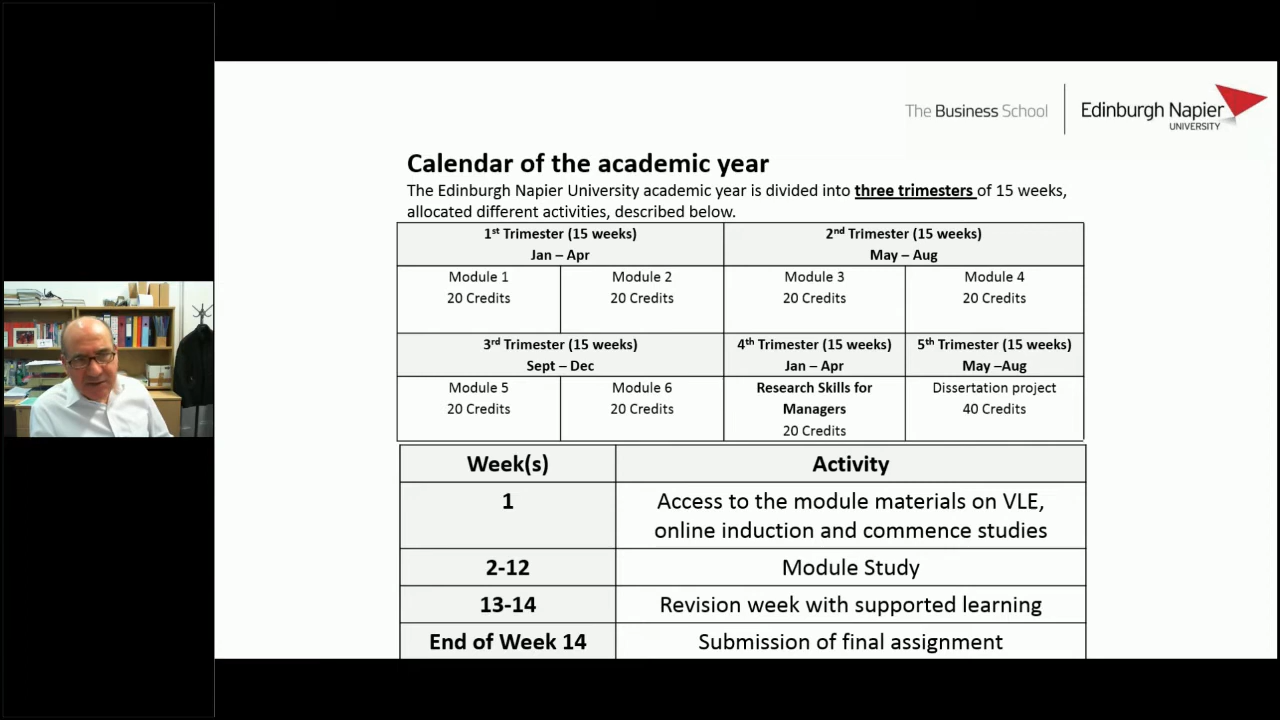 The Business School
Edinburgh Napier
UNIVERSITY
Calendar of the academic year
The Edinburgh Napier University academic year is divided into three trimesters of 15 weeks,
allocated different activities, described below.
1st Trimester (15 weeks)
Jan – Apr
2nd Trimester (15 weeks)
May – Aug
Module 1
20 Credits
Module 2
20 Credits
Module 3
20 Credits
Module 4
20 Credits
3rd Trimester (15 weeks)
Sept – Dec
4th Trimester (15 weeks)
Jan – Apr
5th Trimester (15 weeks)
May –Aug
Module 5
20 Credits
Module 6
20 Credits
Research Skills for
Managers
20 Credits
Dissertation project
40 Credits
Week(s)
Activity
1
Access to the module materials on VLE,
online induction and commence studies
2-12
Module Study
13-14
Revision week with supported learning
End of Week 14
Submission of final assignment